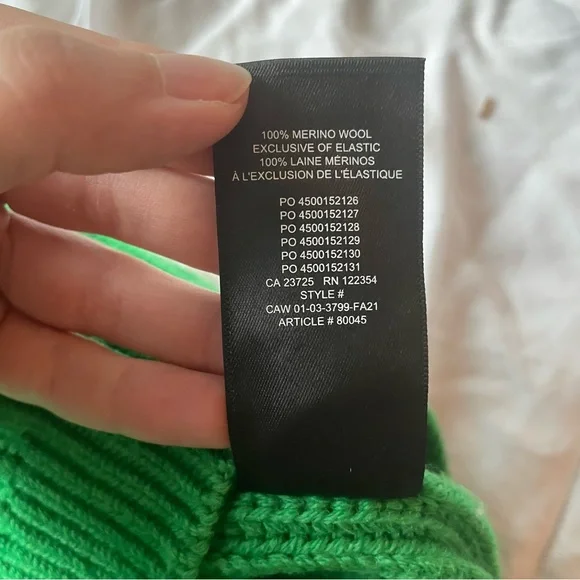 100% MERINO WOOL
EXCLUSIVE OF ELASTIC
100% LAINE MÉRINOS
À L'EXCLUSION DE L'ÉLASTIQUE
PO 4500152126
PO 4500152127
PO 4500152128
PO 4500152129
PO 4500152130
PO 4500152131
CA 23725 RN 122354
STYLE #
CAW 01-03-3799-FA21
ARTICLE # 80045